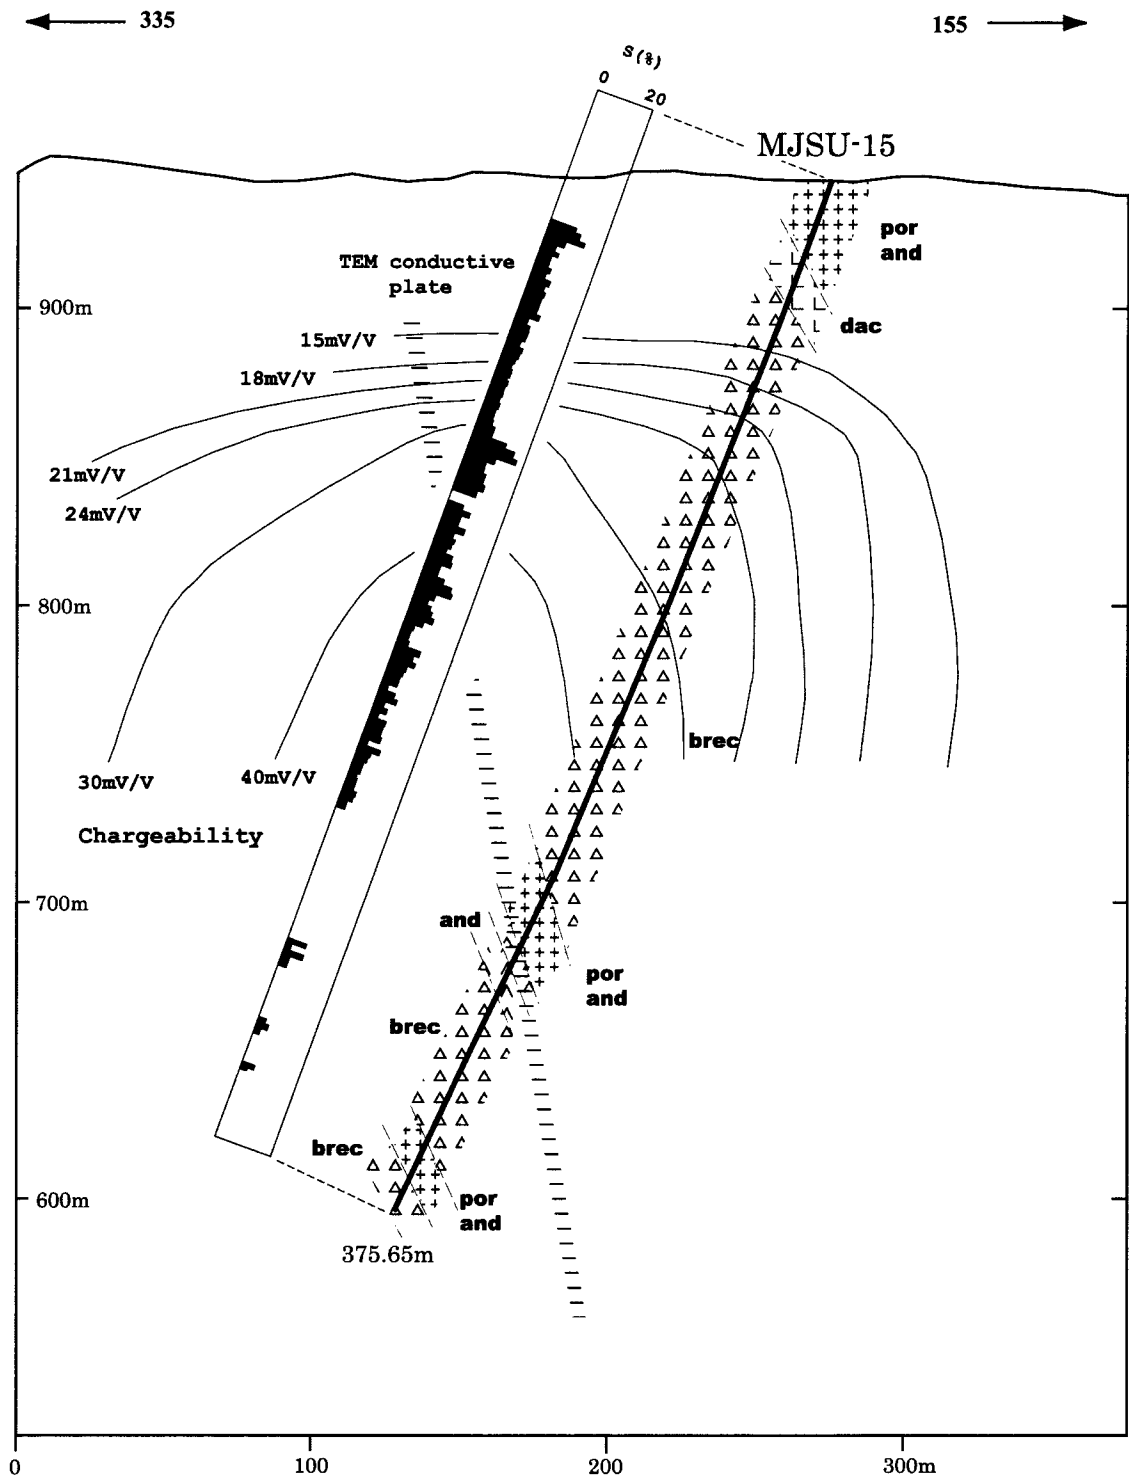 335
155
S(%)
0
20
MJSU-15
por
and
TEM conductive
plate
900m
dac
15mV/V
18mV/V
21mV/V
24mV/V
800m
brec
30mV/V
40mV/V
Chargeability
700m
and
por
and
brec
brec
600m
por
and
375.65m
0
100
200
300m